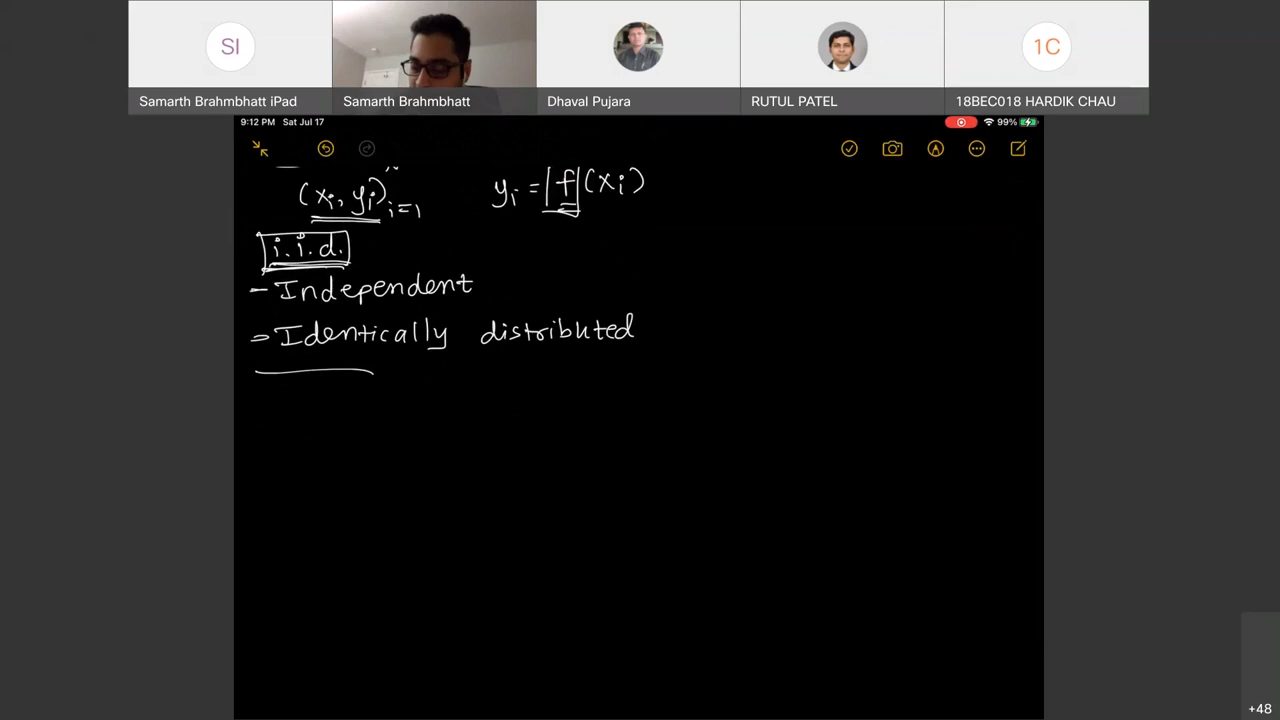 SI
1C
Samarth Brahmbhatt iPad
Samarth Brahmbhatt
Dhaval Pujara
RUTUL PATEL
18BEC018 HARDIK CHAU
9:12 PM Sat Jul 17
99%
(xi, yi) i=1
yi = |f|(xi)
i.i.d.
- Independent
- Identically distributed
+48